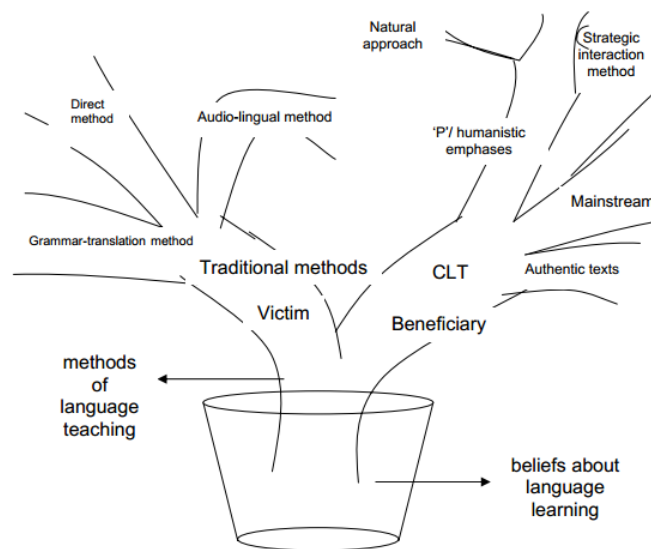 Natural
approach
Strategic
interaction
method
Direct
method
Audio-lingual method
'P'/ humanistic
emphases
Mainstream
Grammar-translation method
Traditional methods
CLT
Authentic texts
Victim
Beneficiary
methods
of
language
teaching
beliefs about
language
learning